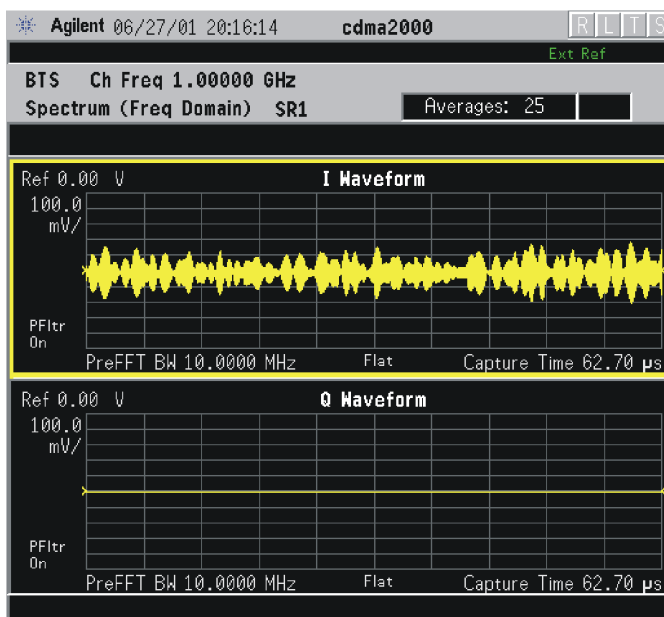 Agilent 06/27/01 20:16:14 cdma2000 R L T S
Ext Ref
BTS Ch Freq 1.00000 GHz
Spectrum (Freq Domain) SR1 Averages: 25
Ref 0.00 V I Waveform
100.0
mV/
PFltr
On
PreFFT BW 10.0000 MHz Flat Capture Time 62.70 µs
Ref 0.00 V Q Waveform
100.0
mV/
PFltr
On
PreFFT BW 10.0000 MHz Flat Capture Time 62.70 µs